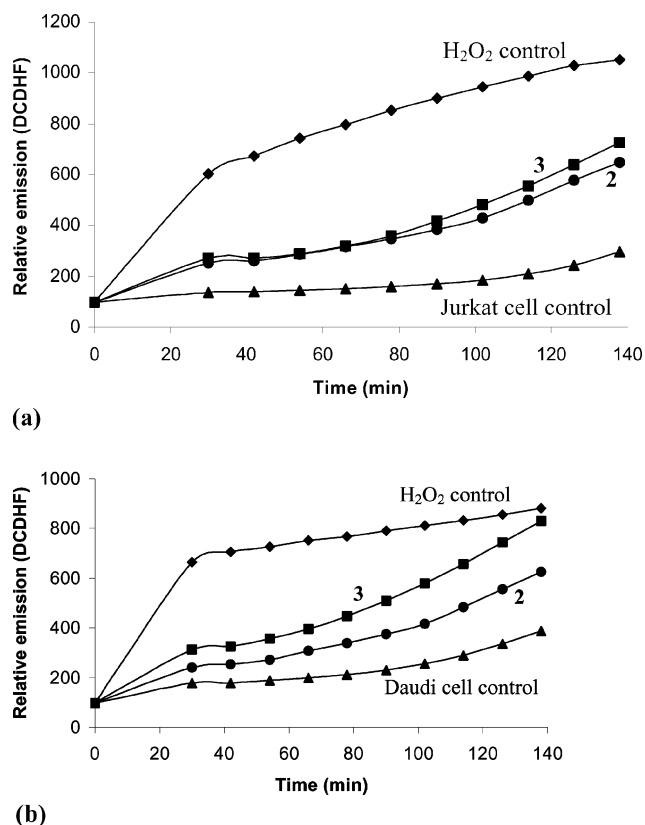 1200
1000
800
600
400
200
0
Relative emission (DCDHF)
H₂O₂ control
3
2
Jurkat cell control
0 20 40 60 80 100 120 140
Time (min)
(a)
1000
800
600
400
200
0
Relative emission (DCDHF)
H₂O₂ control
3
2
Daudi cell control
0 20 40 60 80 100 120 140
Time (min)
(b)